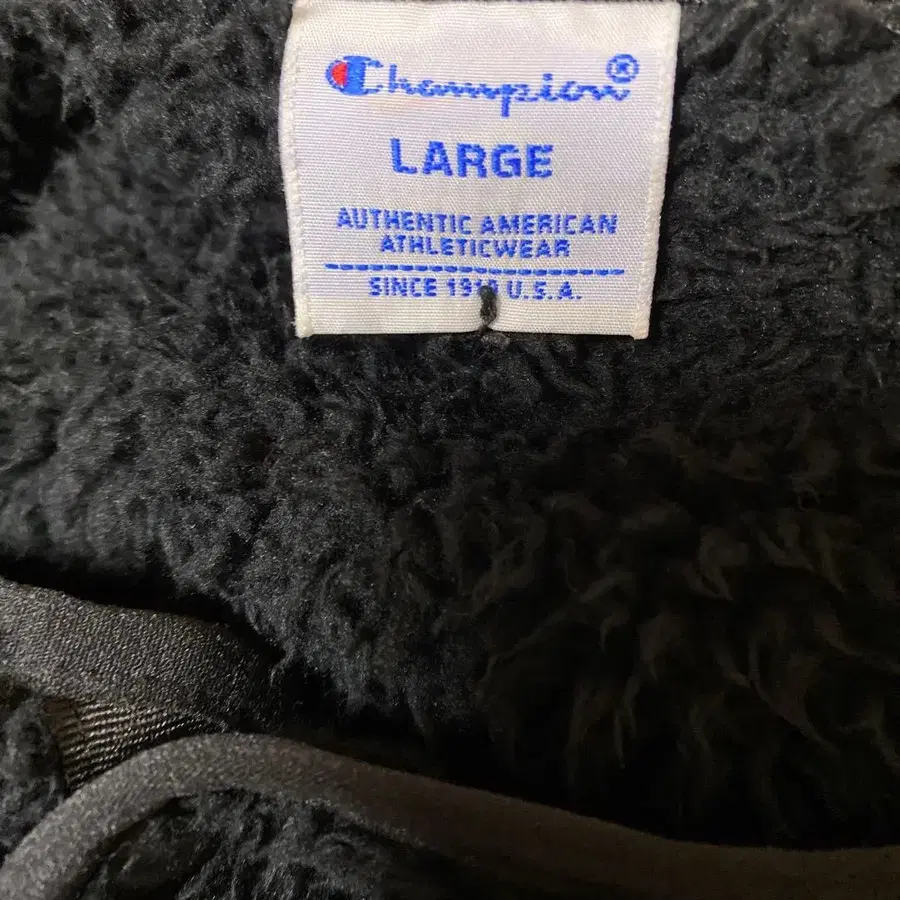 Champion®
LARGE
AUTHENTIC AMERICAN
ATHLETICWEAR
SINCE U.S.A.